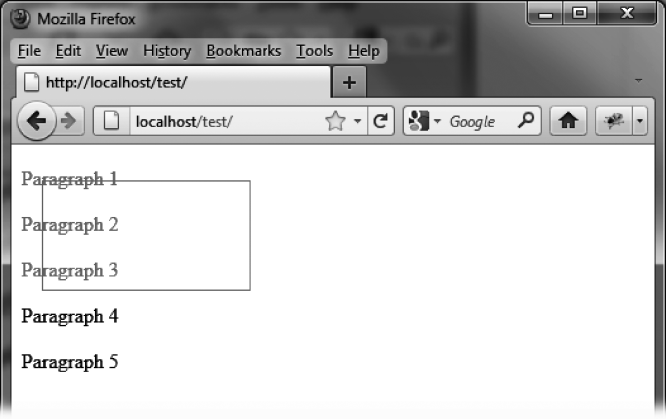 Mozilla Firefox
File Edit View History Bookmarks Tools Help
http://localhost/test/
localhost/test/ Google
Paragraph 1
Paragraph 2
Paragraph 3
Paragraph 4
Paragraph 5